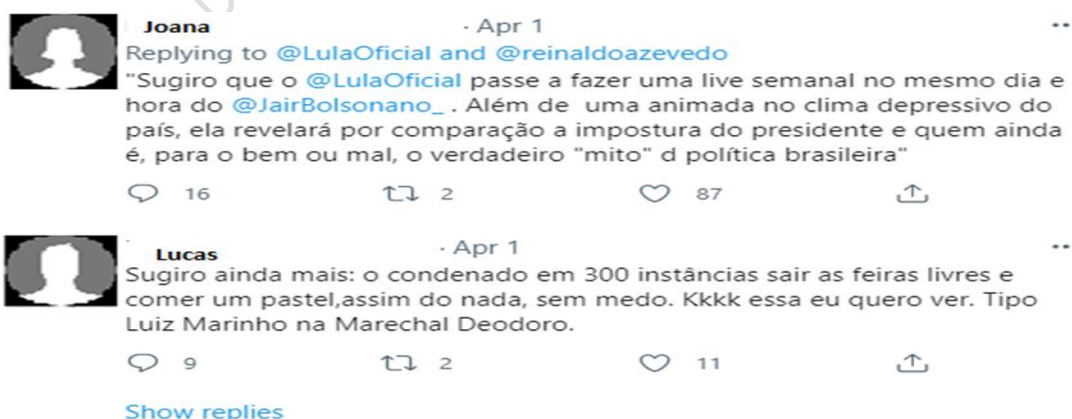 Joana · Apr 1
Replying to @LulaOficial and @reinaldoazevedo
"Sugiro que o @LulaOficial passe a fazer uma live semanal no mesmo dia e
hora do @JairBolsonano_ . Além de uma animada no clima depressivo do
país, ela revelará por comparação a impostura do presidente e quem ainda
é, para o bem ou mal, o verdadeiro "mito" d política brasileira"
16 2 87
Lucas · Apr 1
Sugiro ainda mais: o condenado em 300 instâncias sair as feiras livres e
comer um pastel,assim do nada, sem medo. Kkkk essa eu quero ver. Tipo
Luiz Marinho na Marechal Deodoro.
9 2 11
Show replies